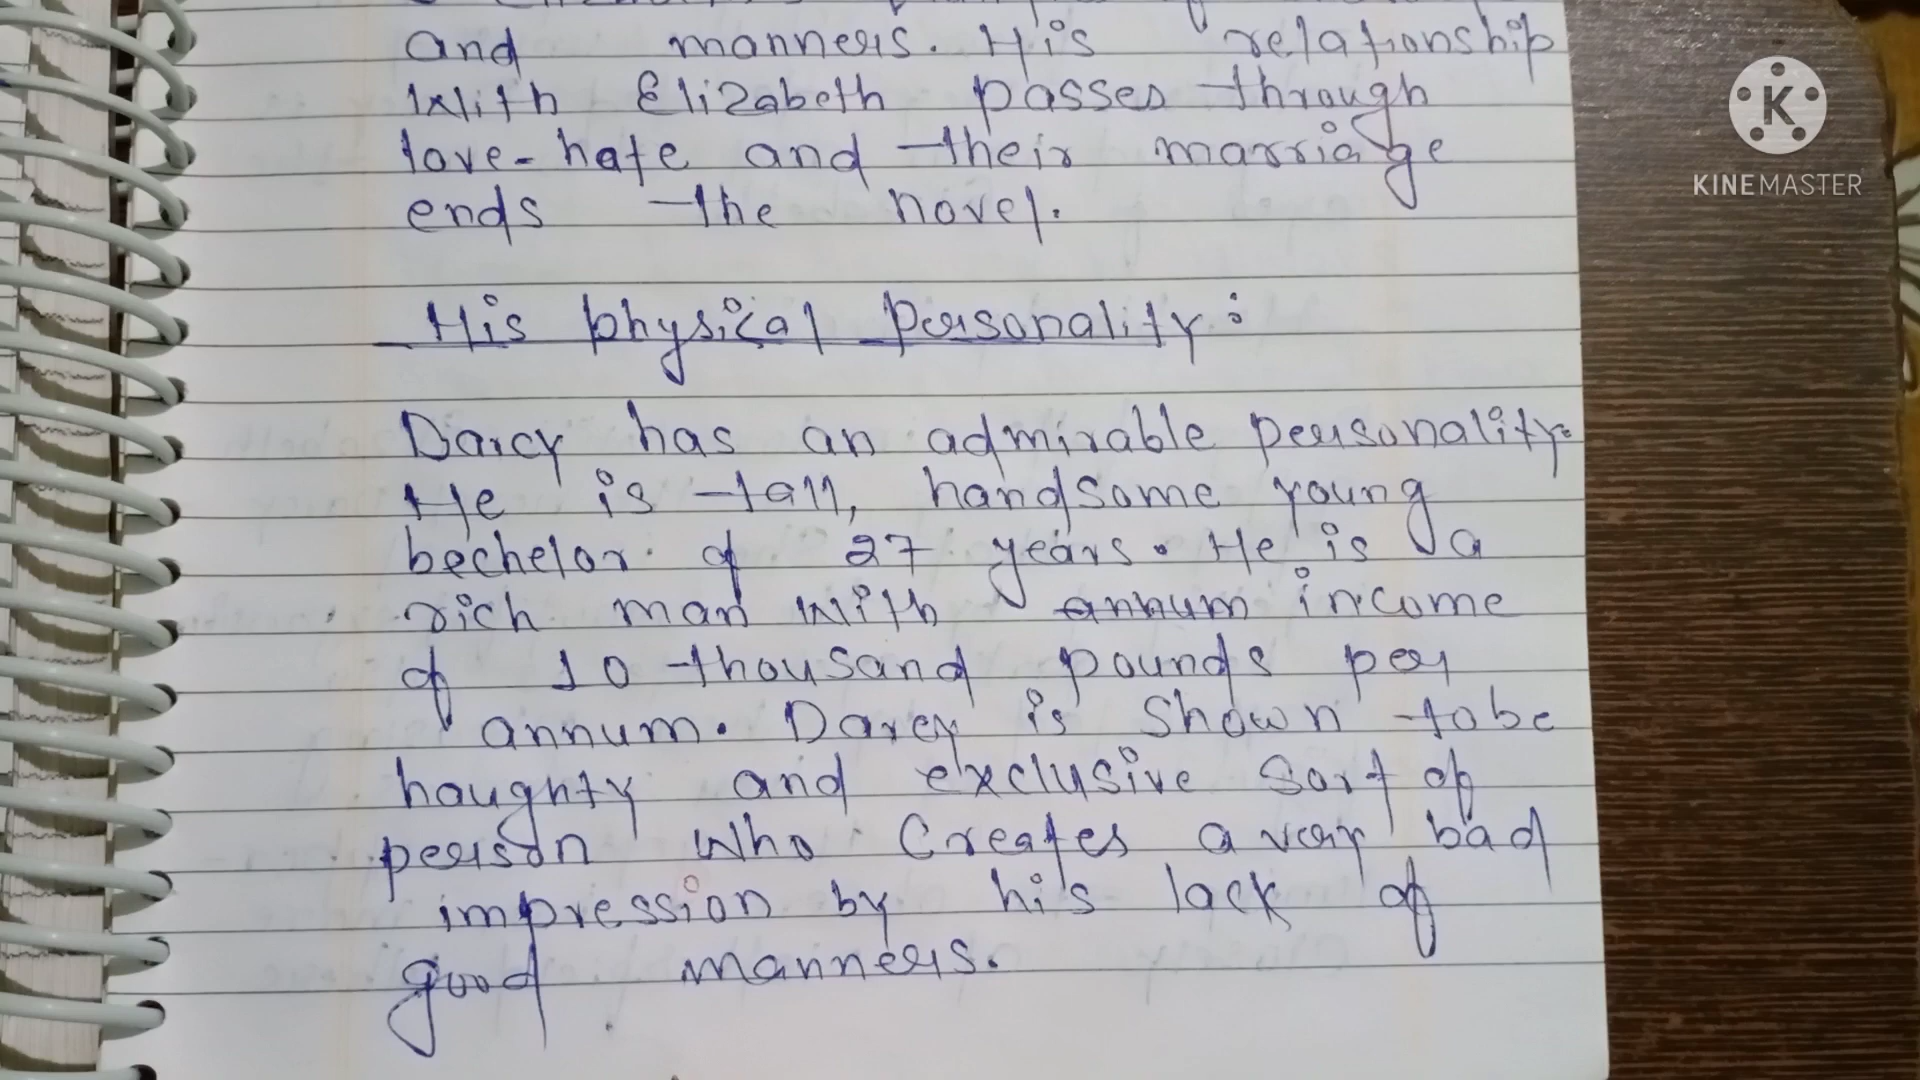 and manners. His relationship
with Elizabeth passes through
love-hate and their marriage
ends the novel.
His physical Personality:
Darcy has an admirable personality.
He is tall, handsome young
bechelor of 27 years. He is a
rich man with annum income
of 10 thousand pounds per
annum. Darcy is shown tobe
haughty and exclusive sort of
person who creates a very bad
impression by his lack of
good manners.
K
KINEMASTER